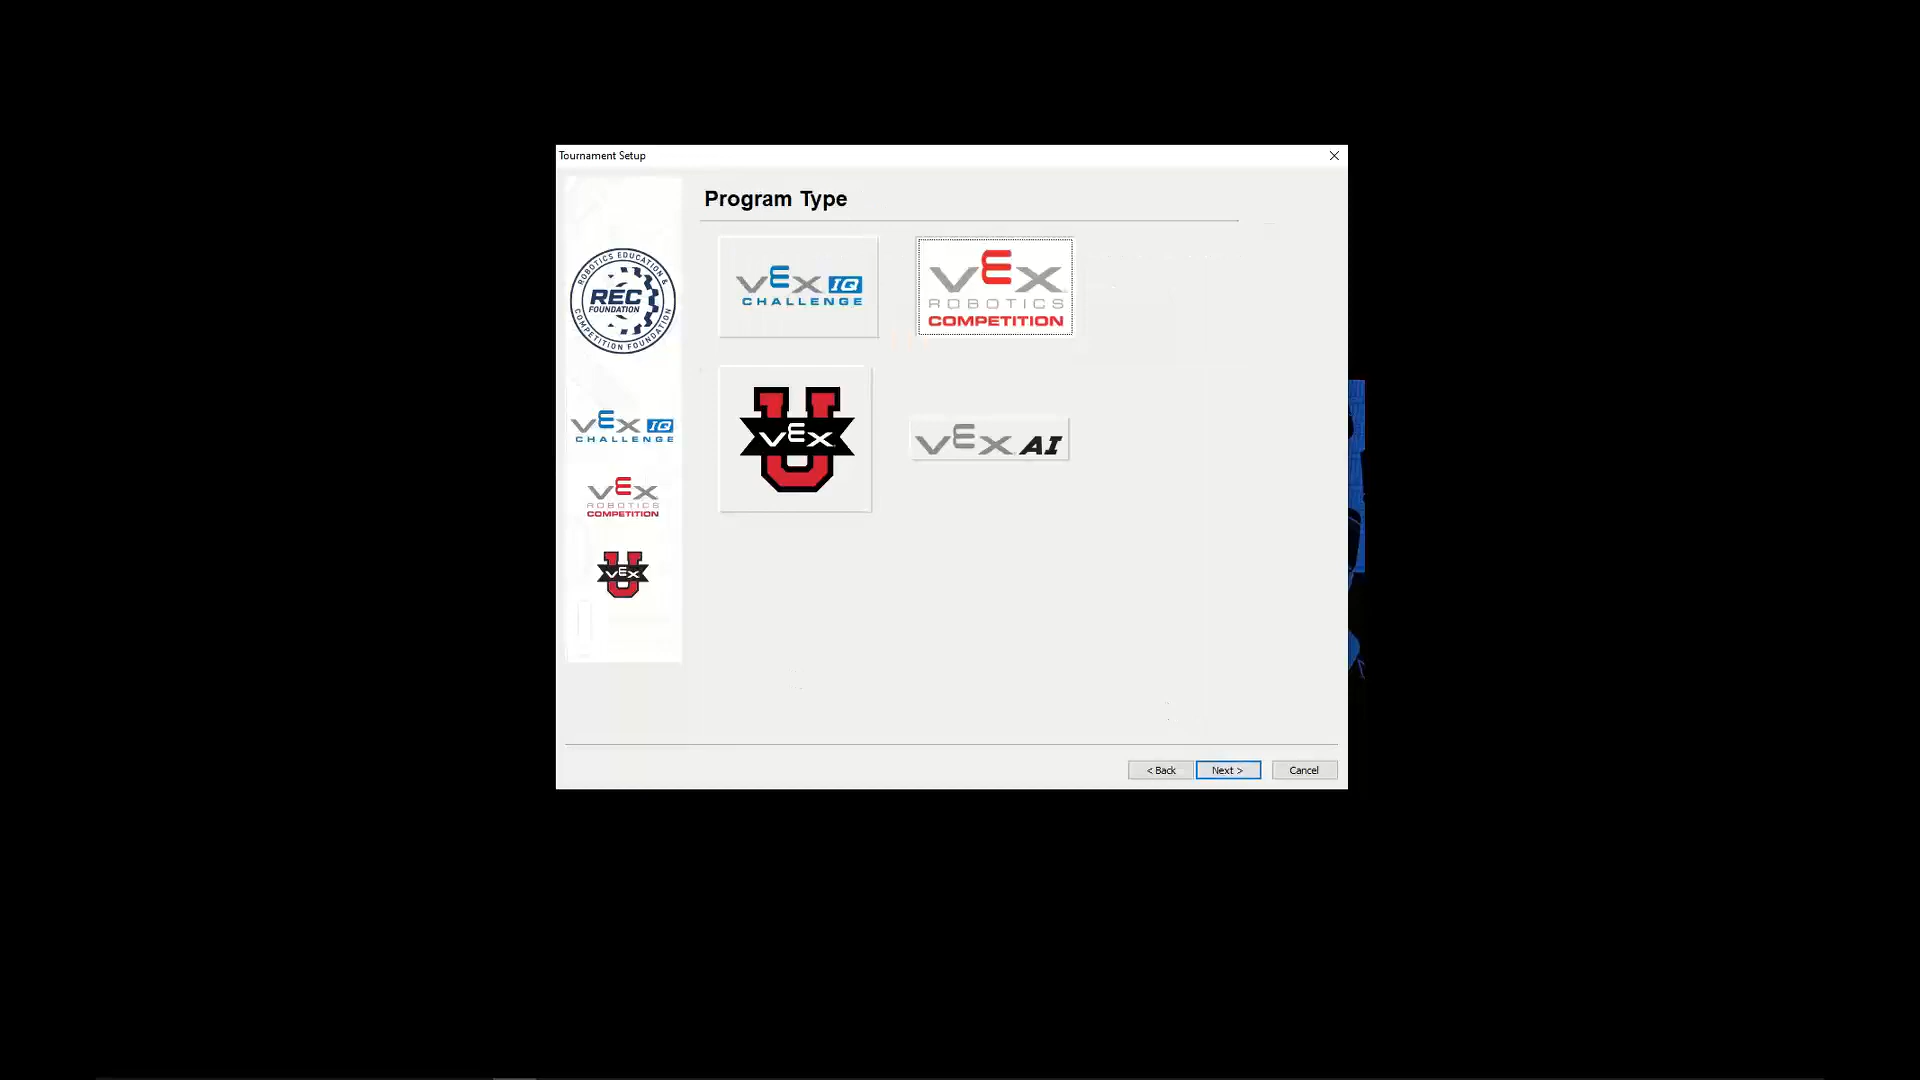 Tournament Setup
Program Type
ROBOTICS EDUCATION &
REC
FOUNDATION
COMPETITION FOUNDATION
VEX IQ
CHALLENGE
VEX
ROBOTICS
COMPETITION
VEX U
VEX IQ
CHALLENGE
VEX
ROBOTICS
COMPETITION
VEX U
VEX AI
< Back
Next >
Cancel